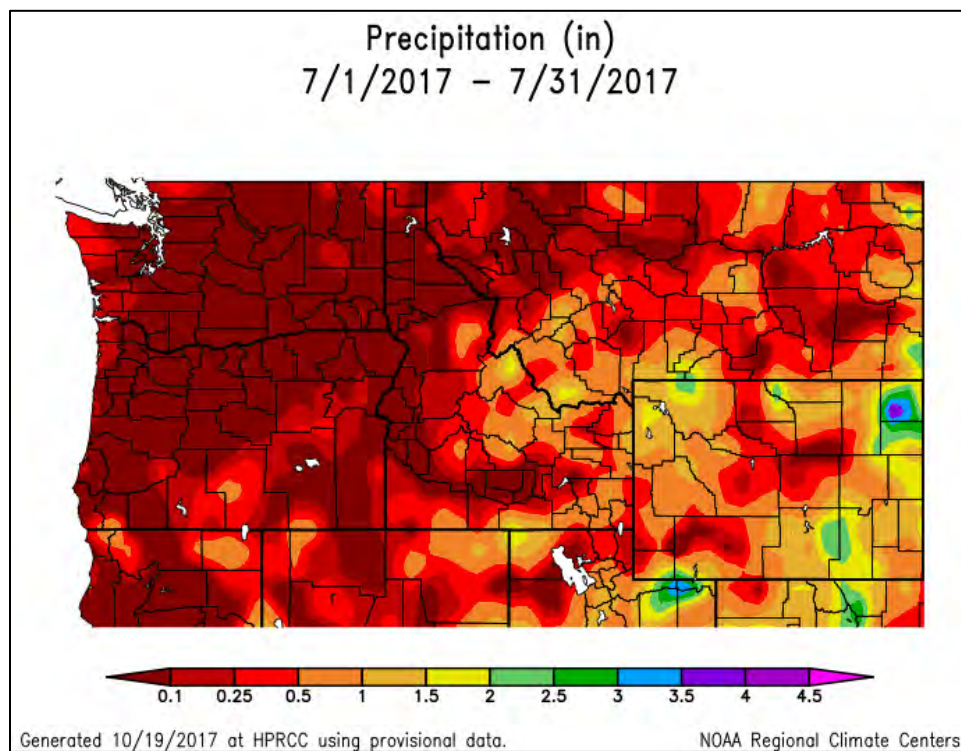 Precipitation (in)
7/1/2017 – 7/31/2017
0.1 0.25 0.5 1 1.5 2 2.5 3 3.5 4 4.5
Generated 10/19/2017 at HPRCC using provisional data. NOAA Regional Climate Centers